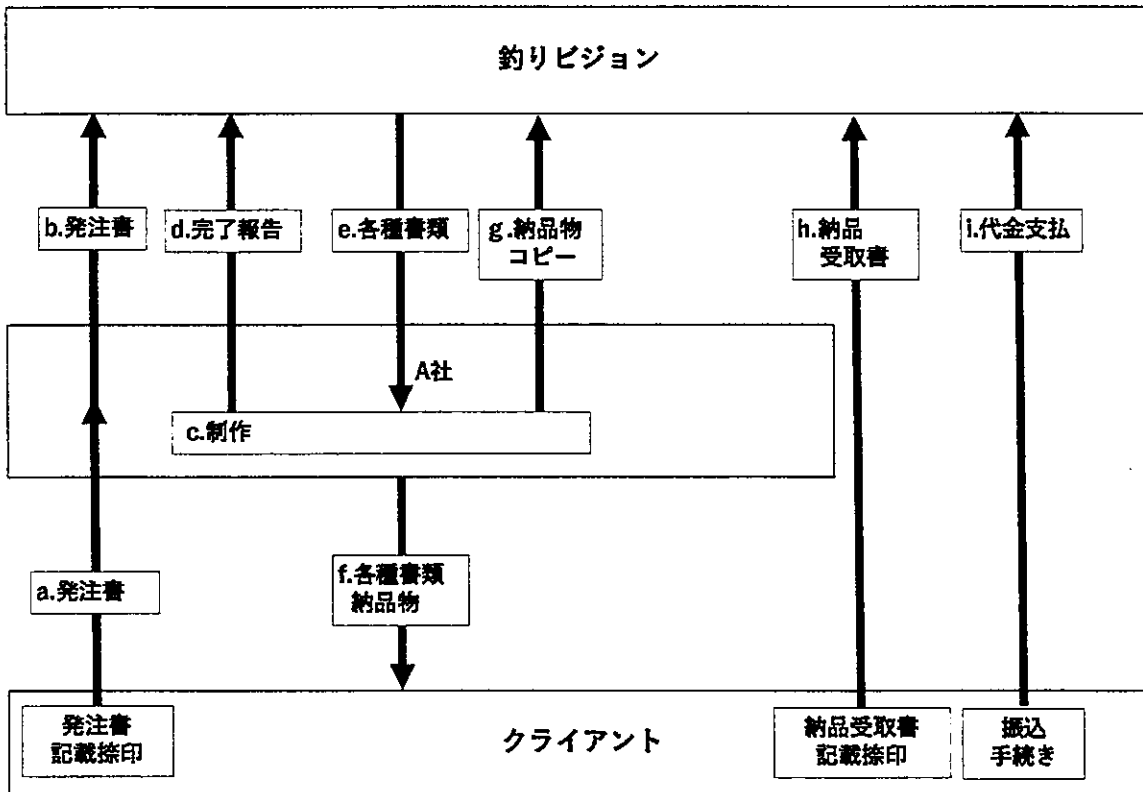 釣りビジョン
b.発注書
d.完了報告
e.各種書類
g.納品物
コピー
h.納品
受取書
i.代金支払
A社
c.制作
a.発注書
f.各種書類
納品物
発注書
記載捺印
クライアント
納品受取書
記載捺印
振込
手続き